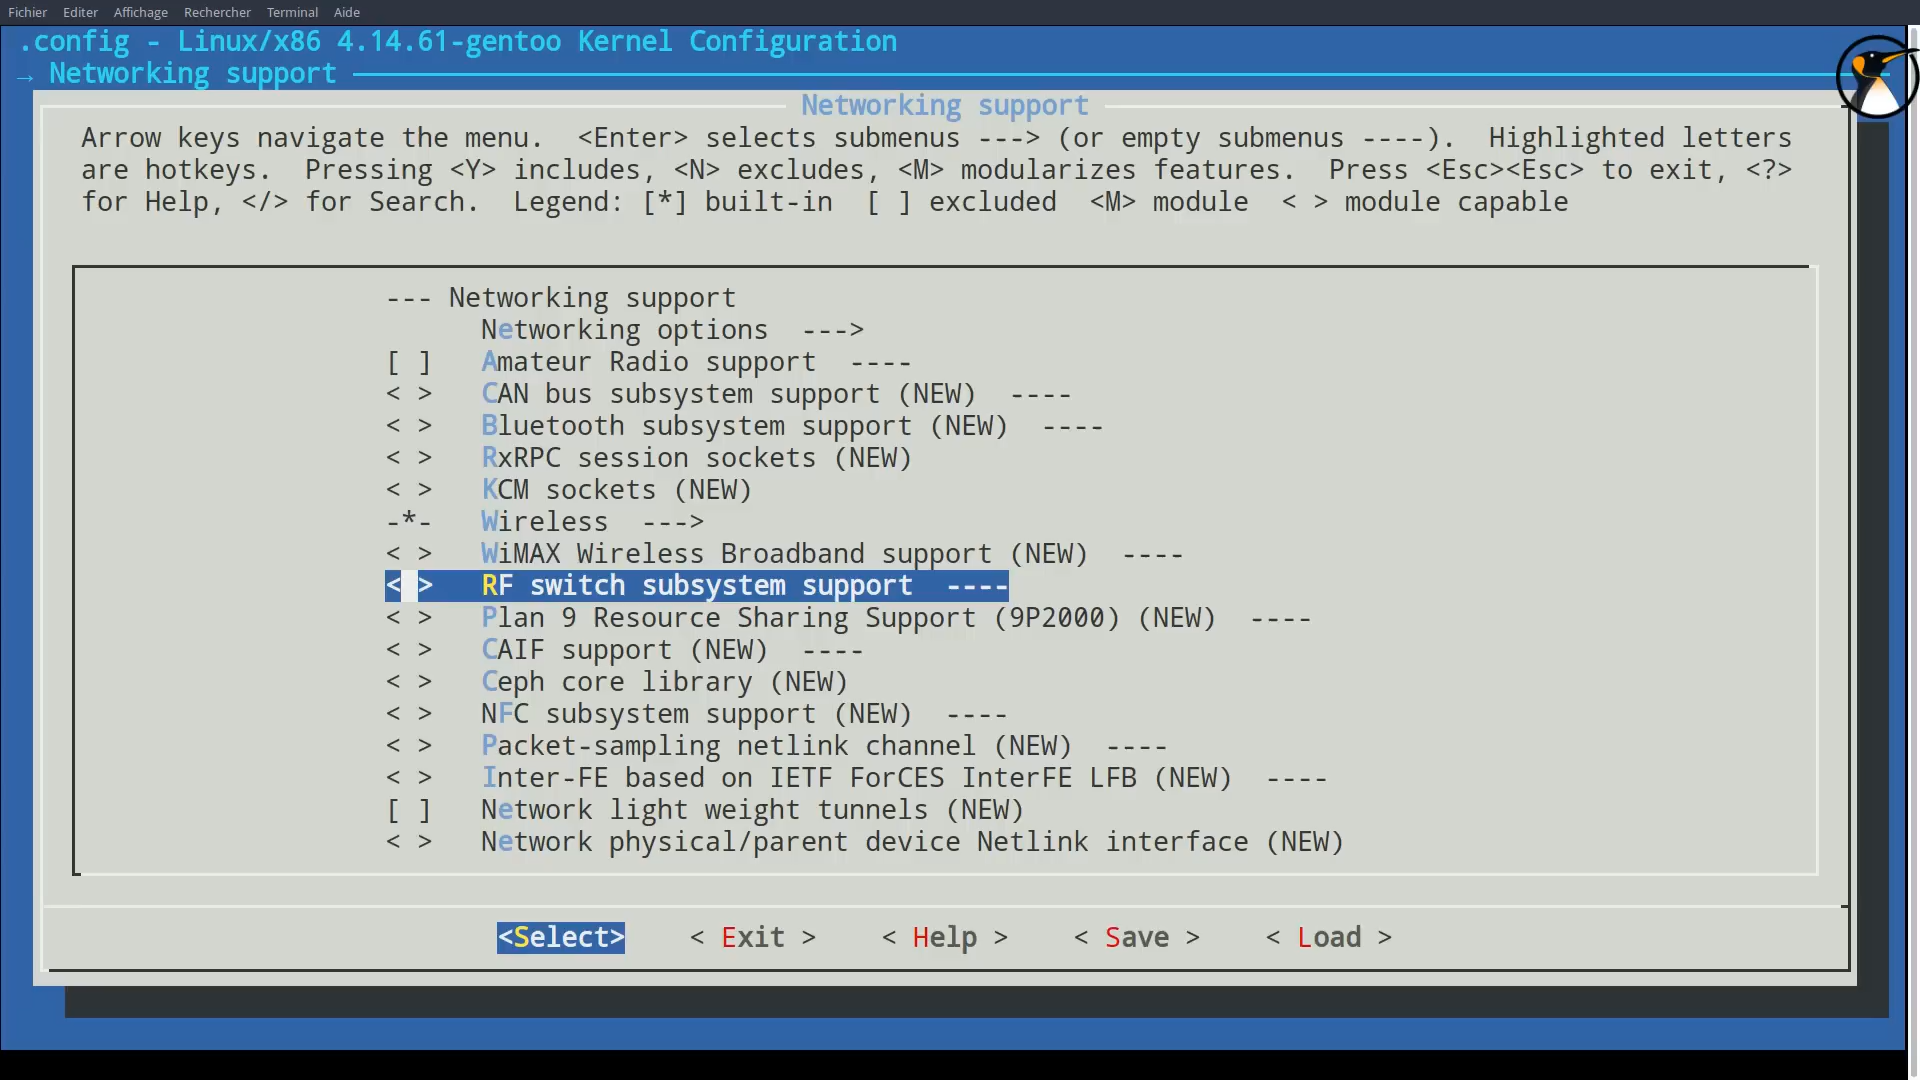 Fichier Editer Affichage Rechercher Terminal Aide
.config - Linux/x86 4.14.61-gentoo Kernel Configuration
→ Networking support
Networking support
Arrow keys navigate the menu.  <Enter> selects submenus ---> (or empty submenus ----).  Highlighted letters
are hotkeys.  Pressing <Y> includes, <N> excludes, <M> modularizes features.  Press <Esc><Esc> to exit, <?>
for Help, </> for Search.  Legend: [*] built-in  [ ] excluded  <M> module  < > module capable
--- Networking support
Networking options  --->
[ ]   Amateur Radio support  ----
< >   CAN bus subsystem support (NEW)  ----
< >   Bluetooth subsystem support (NEW)  ----
< >   RxRPC session sockets (NEW)
< >   KCM sockets (NEW)
-*-   Wireless  --->
< >   WiMAX Wireless Broadband support (NEW)  ----
< >   RF switch subsystem support  ----
< >   Plan 9 Resource Sharing Support (9P2000) (NEW)  ----
< >   CAIF support (NEW)  ----
< >   Ceph core library (NEW)
< >   NFC subsystem support (NEW)  ----
< >   Packet-sampling netlink channel (NEW)  ----
< >   Inter-FE based on IETF ForCES InterFE LFB (NEW)  ----
[ ]   Network light weight tunnels (NEW)
< >   Network physical/parent device Netlink interface (NEW)
<Select>    < Exit >    < Help >    < Save >    < Load >